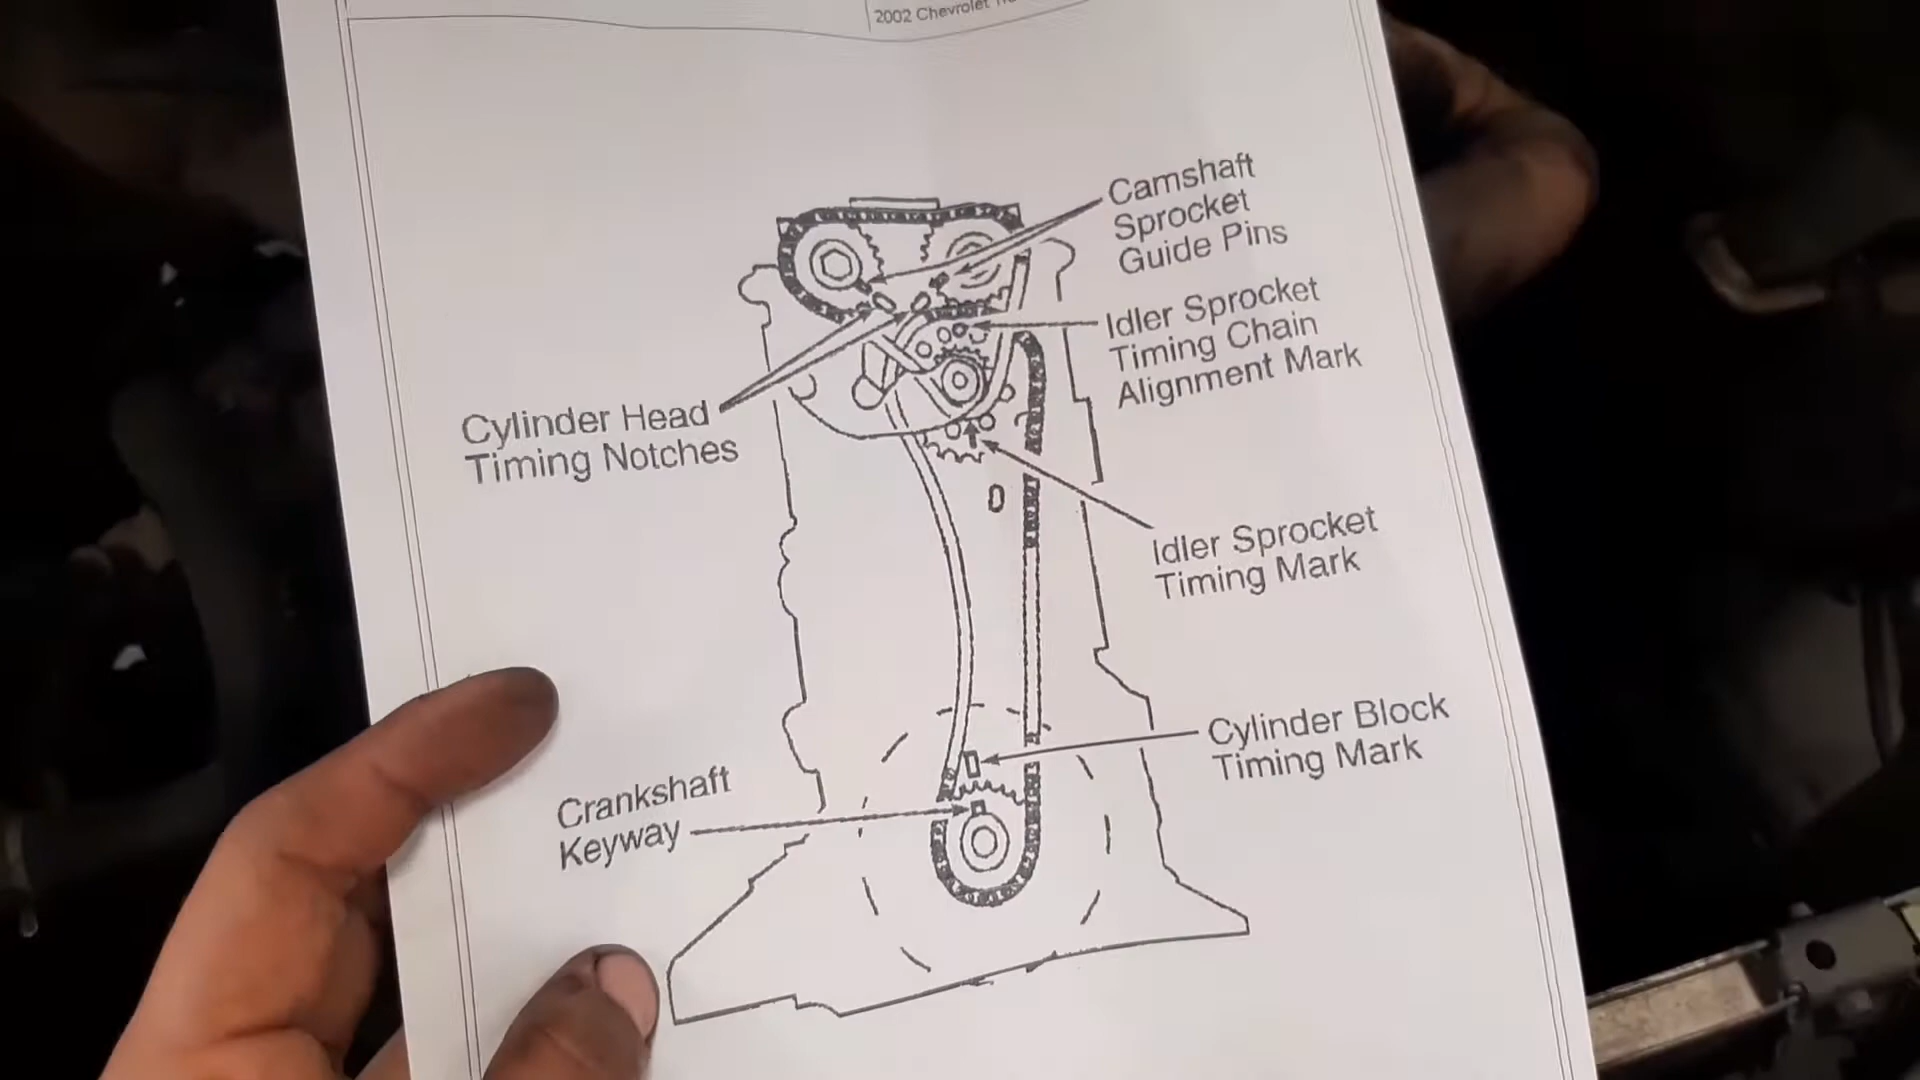 2002 Chevrolet
Camshaft
Sprocket
Guide Pins
Idler Sprocket
Timing Chain
Alignment Mark
Cylinder Head
Timing Notches
Idler Sprocket
Timing Mark
Cylinder Block
Timing Mark
Crankshaft
Keyway